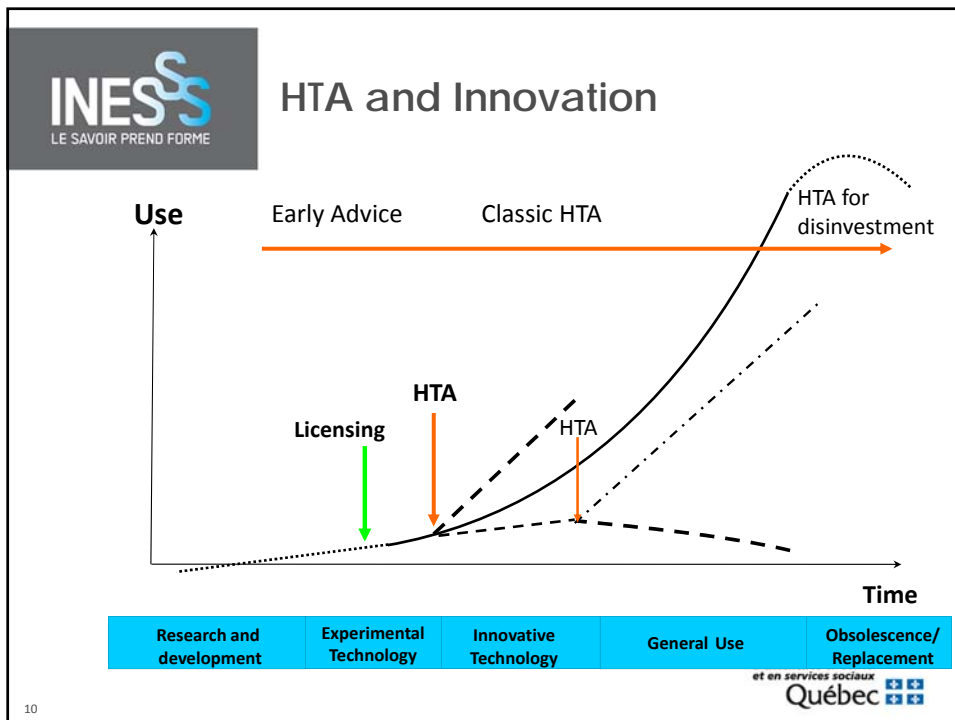 INESSS
LE SAVOIR PREND FORME
HTA and Innovation
Use
Early Advice
Classic HTA
HTA for
disinvestment
HTA
Licensing
HTA
Time
Research and
development
Experimental
Technology
Innovative
Technology
General Use
Obsolescence/
Replacement
et en services sociaux
Québec
10